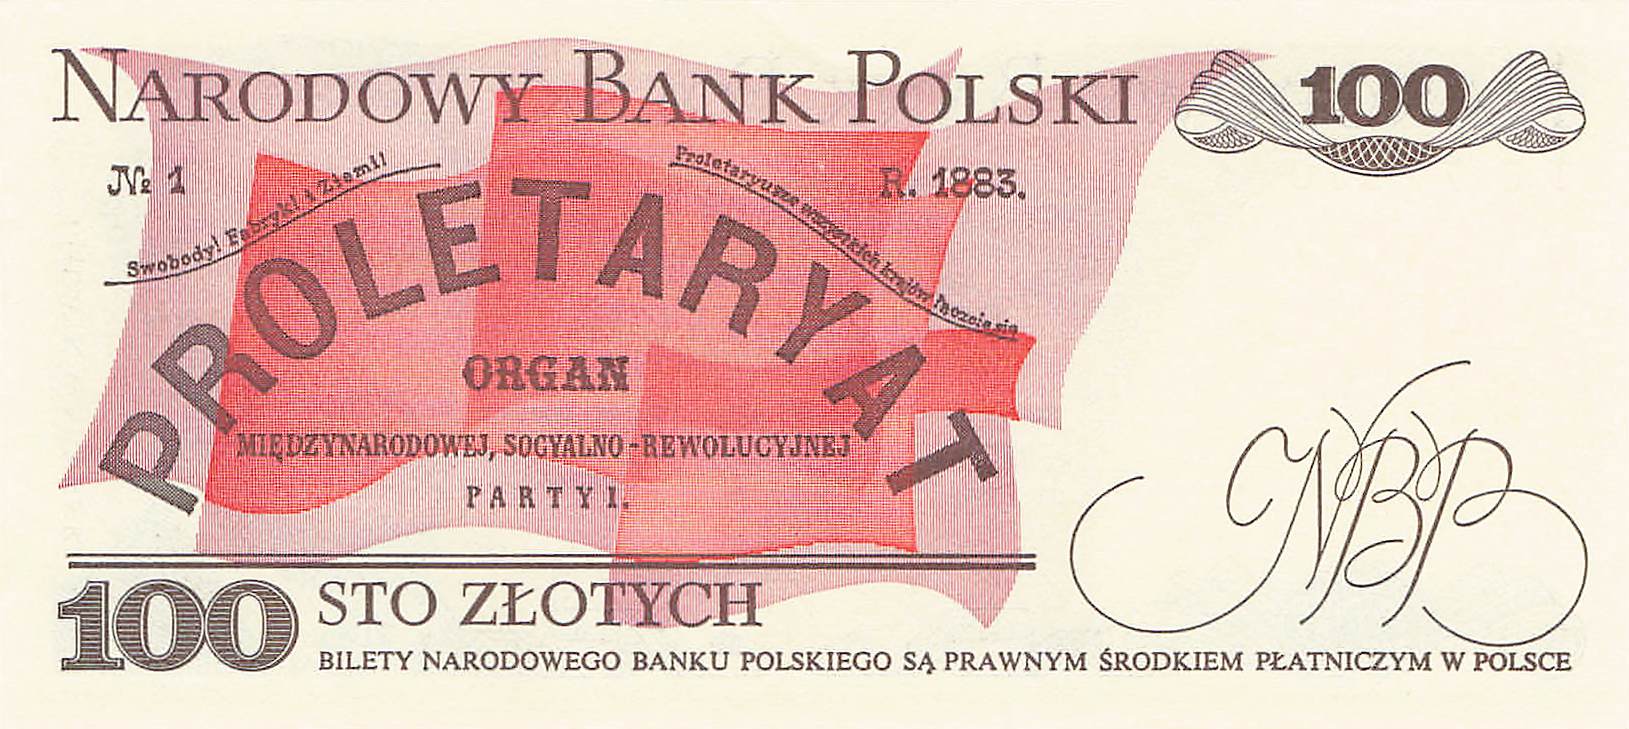 NARODOWY BANK POLSKI
100
№ 1
Swobody! Fabryk! i Ziemi!
Proletaryusze wszystkich krajów łączcie się
R. 1883.
PROLETARYAT
ORGAN
MIĘDZYNARODOWEJ, SOCYALNO-REWOLUCYJNEJ
PARTYI.
NBP
100
STO ZŁOTYCH
BILETY NARODOWEGO BANKU POLSKIEGO SĄ PRAWNYM ŚRODKIEM PŁATNICZYM W POLSCE